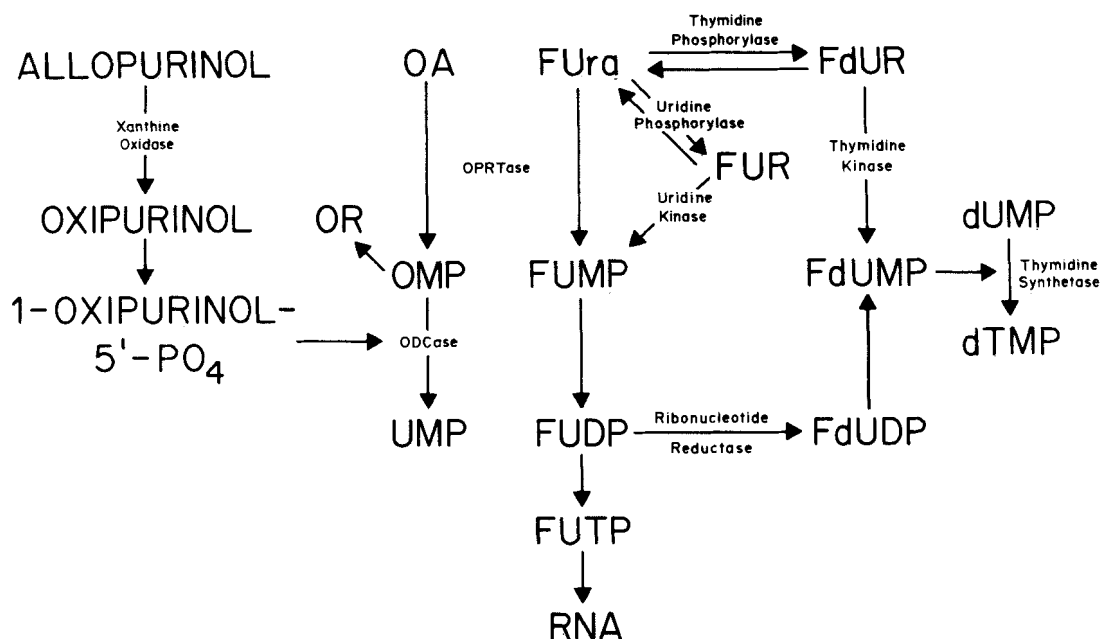 ALLOPURINOL
Xanthine
Oxidase
OXIPURINOL
1-OXIPURINOL-
5'-PO4
OA
OPRTase
OR
OMP
ODCase
UMP
FUra
Thymidine
Phosphorylase
FdUR
Uridine
Phosphorylase
FUR
Uridine
Kinase
Thymidine
Kinase
FUMP
FdUMP
dUMP
Thymidine
Synthetase
dTMP
FUDP
Ribonucleotide
Reductase
FdUDP
FUTP
RNA